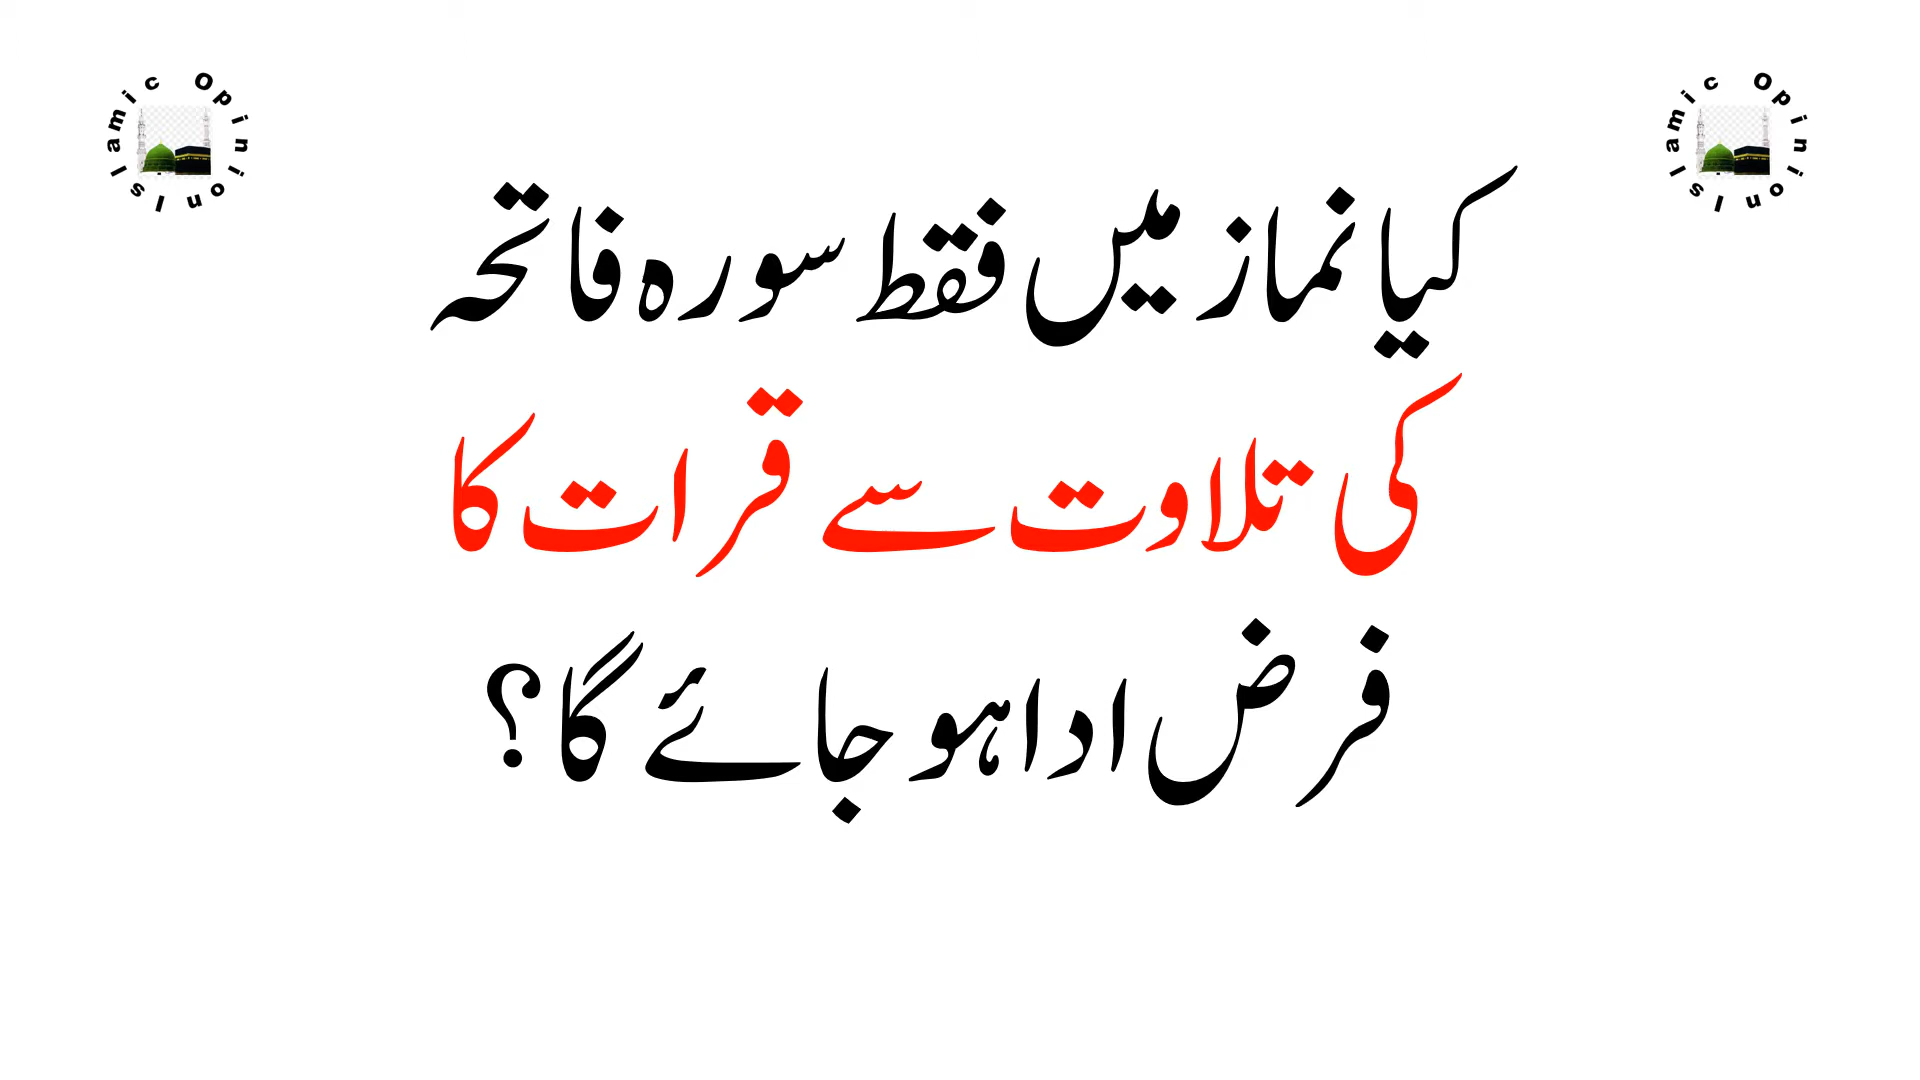 Islamic Opinion
Islamic Opinion
کیا نماز میں فقط سورہ فاتحہ
کی تلاوت سے قرات کا
فرض ادا ہو جائے گا؟